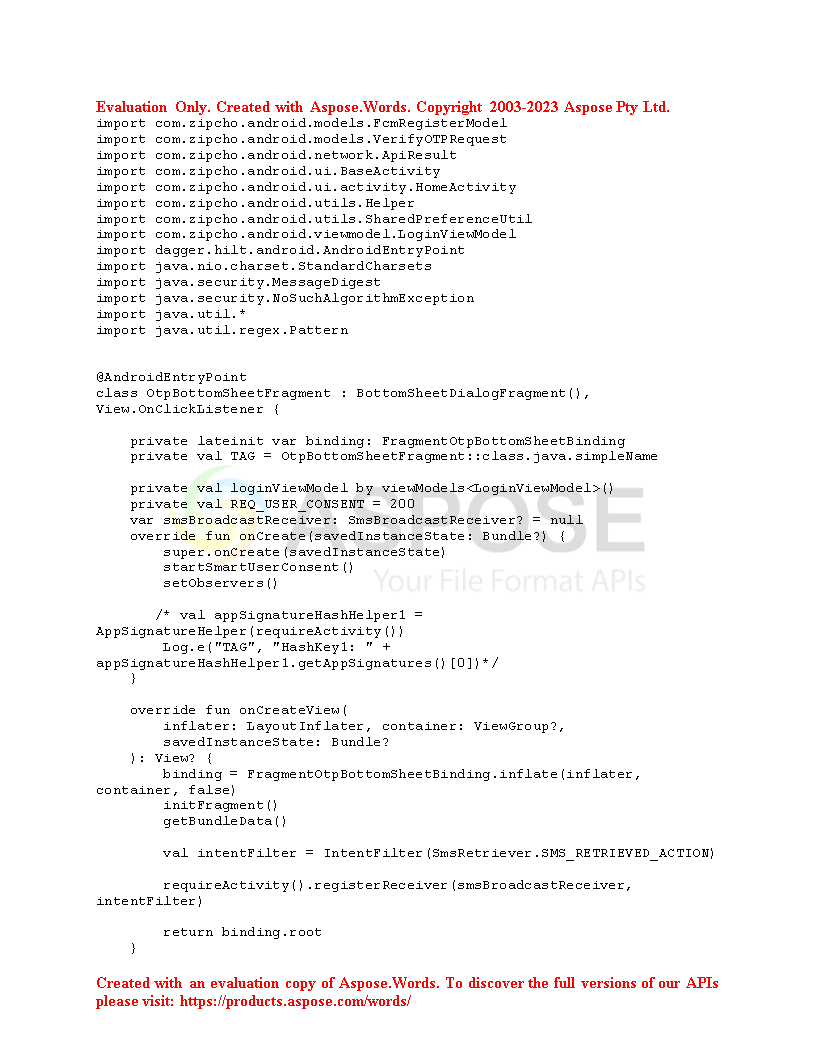 Evaluation Only. Created with Aspose.Words. Copyright 2003-2023 Aspose Pty Ltd.
import com.zipcho.android.models.FcmRegisterModel
import com.zipcho.android.models.VerifyOTPRequest
import com.zipcho.android.network.ApiResult
import com.zipcho.android.ui.BaseActivity
import com.zipcho.android.ui.activity.HomeActivity
import com.zipcho.android.utils.Helper
import com.zipcho.android.utils.SharedPreferenceUtil
import com.zipcho.android.viewmodel.LoginViewModel
import dagger.hilt.android.AndroidEntryPoint
import java.nio.charset.StandardCharsets
import java.security.MessageDigest
import java.security.NoSuchAlgorithmException
import java.util.*
import java.util.regex.Pattern

@AndroidEntryPoint
class OtpBottomSheetFragment : BottomSheetDialogFragment(),
View.OnClickListener {

    private lateinit var binding: FragmentOtpBottomSheetBinding
    private val TAG = OtpBottomSheetFragment::class.java.simpleName

    private val loginViewModel by viewModels<LoginViewModel>()
    private val REQ_USER_CONSENT = 200
    var smsBroadcastReceiver: SmsBroadcastReceiver? = null
    override fun onCreate(savedInstanceState: Bundle?) {
        super.onCreate(savedInstanceState)
        startSmartUserConsent()
        setObservers()

       /* val appSignatureHashHelper1 =
AppSignatureHelper(requireActivity())
        Log.e("TAG", "HashKey1: " +
appSignatureHashHelper1.getAppSignatures()[0])*/
    }

    override fun onCreateView(
        inflater: LayoutInflater, container: ViewGroup?,
        savedInstanceState: Bundle?
    ): View? {
        binding = FragmentOtpBottomSheetBinding.inflate(inflater,
container, false)
        initFragment()
        getBundleData()

        val intentFilter = IntentFilter(SmsRetriever.SMS_RETRIEVED_ACTION)

        requireActivity().registerReceiver(smsBroadcastReceiver,
intentFilter)

        return binding.root
    }
ASPOSE
Your File Format APIs
Created with an evaluation copy of Aspose.Words. To discover the full versions of our APIs
please visit: https://products.aspose.com/words/